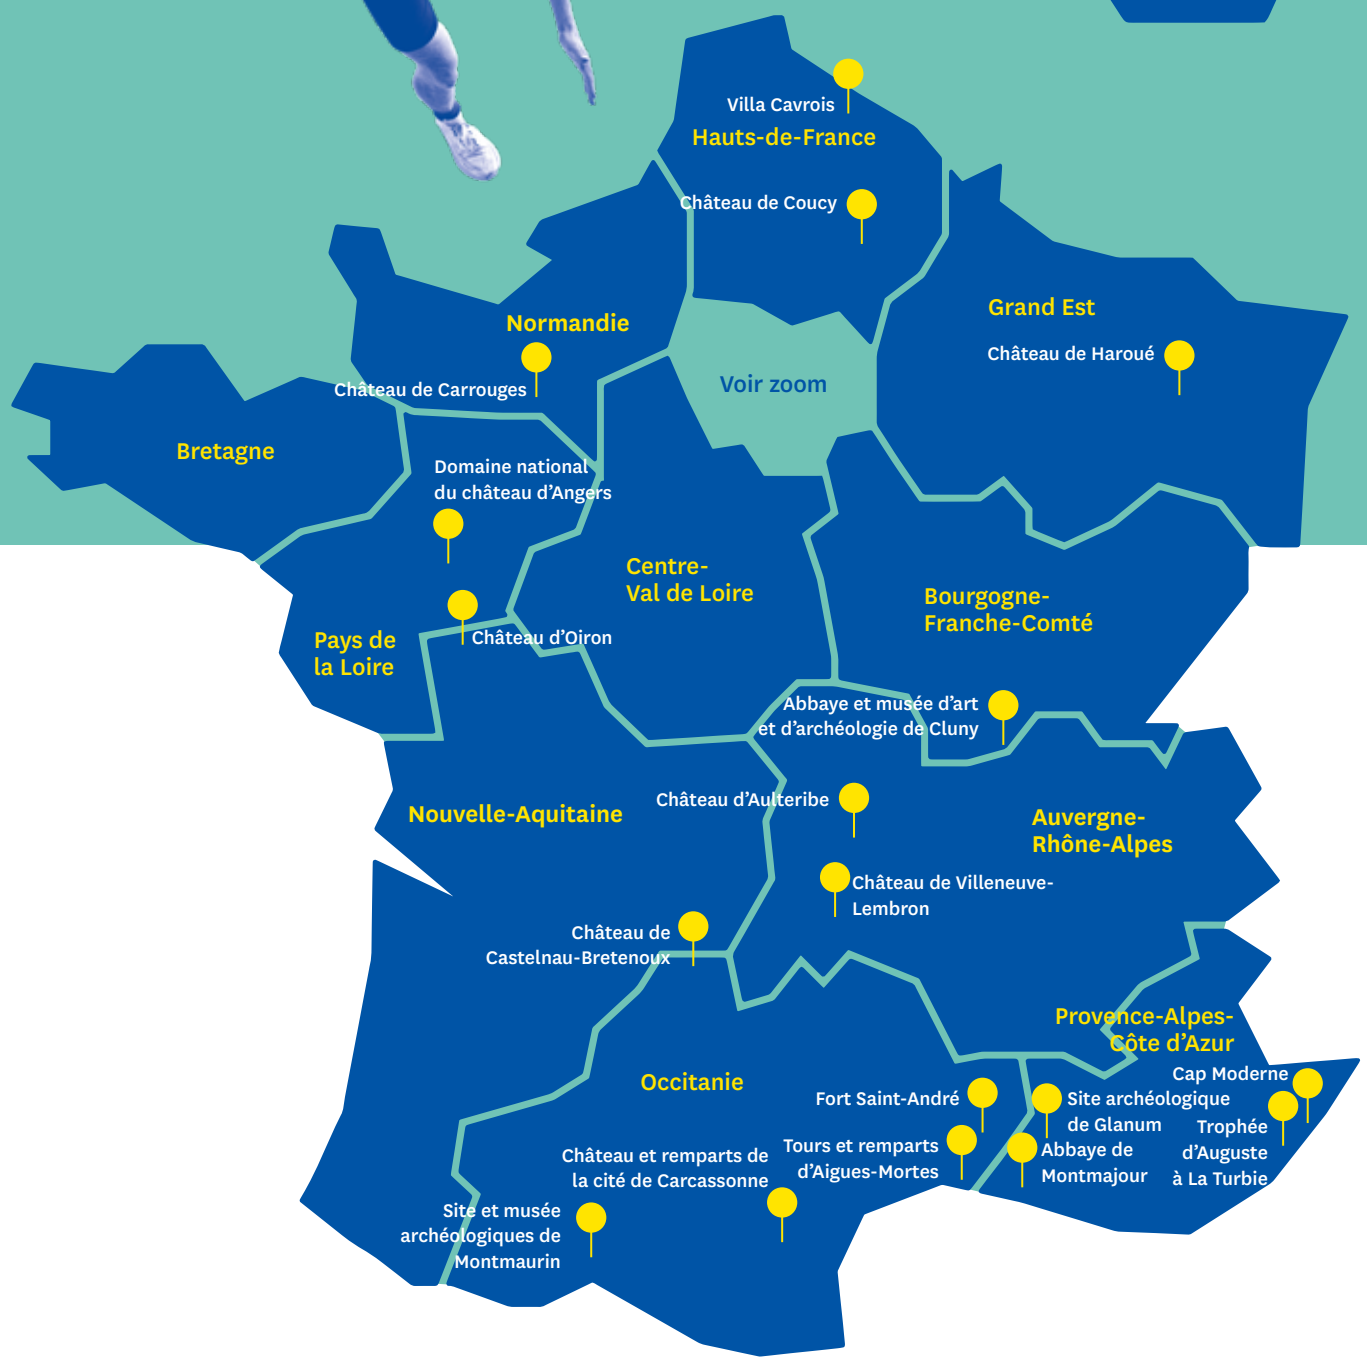 Villa Cavrois
Hauts-de-France
Château de Coucy
Grand Est
Château de Haroué
Normandie
Château de Carrouges
Voir zoom
Bretagne
Domaine national
du château d'Angers
Centre-
Val de Loire
Bourgogne-
Franche-Comté
Pays de
la Loire
Château d'Oiron
Abbaye et musée d'art
et d'archéologie de Cluny
Nouvelle-Aquitaine
Château d'Aulteribe
Auvergne-
Rhône-Alpes
Château de Villeneuve-
Lembron
Château de
Castelnau-Bretenoux
Provence-Alpes-
Côte d'Azur
Occitanie
Cap Moderne
Fort Saint-André
Site archéologique
de Glanum
Trophée
d'Auguste
à La Turbie
Tours et remparts
d'Aigues-Mortes
Abbaye de
Montmajour
Château et remparts de
la cité de Carcassonne
Site et musée
archéologiques de
Montmaurin